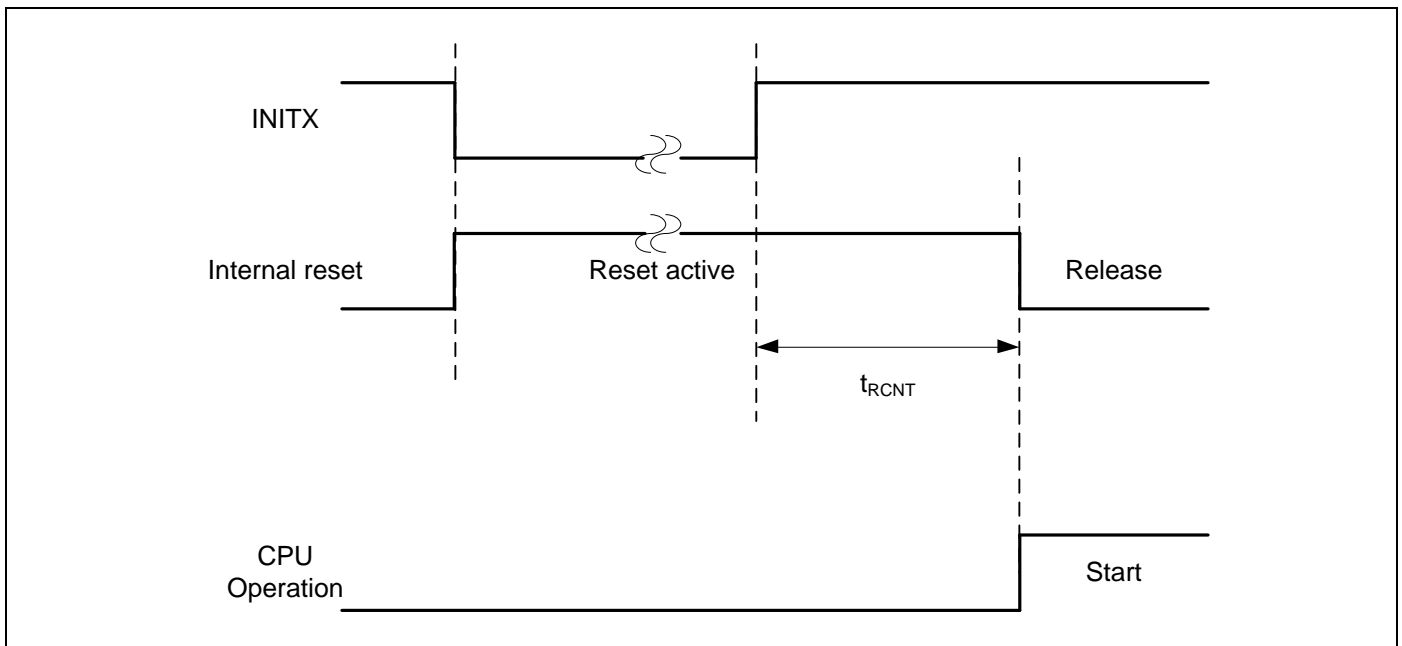 INITX
Internal reset
Reset active
Release
tRCNT
CPU
Operation
Start